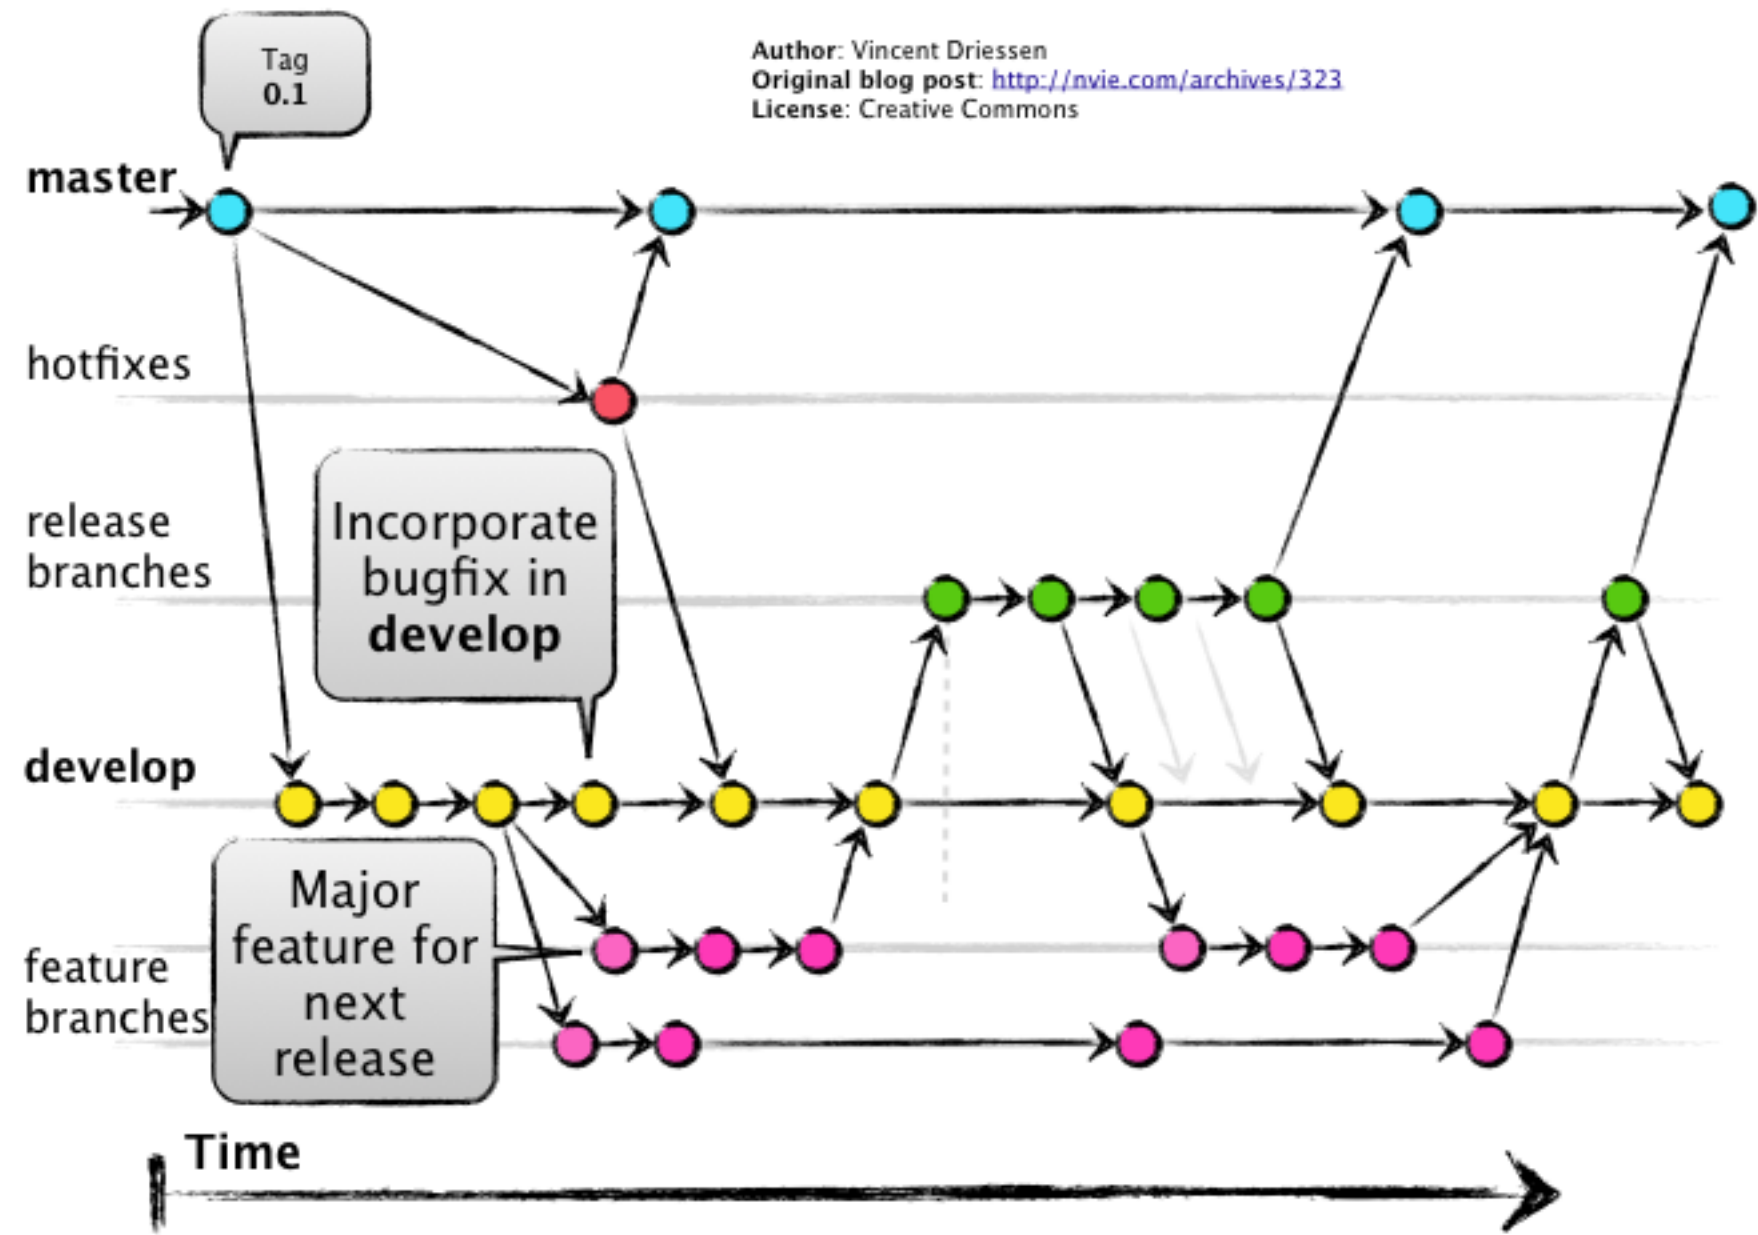 Tag
0.1
Author: Vincent Driessen
Original blog post: http://nvie.com/archives/323
License: Creative Commons
master
hotfixes
release
branches
Incorporate
bugfix in
develop
develop
Major
feature for
next
release
feature
branches
Time